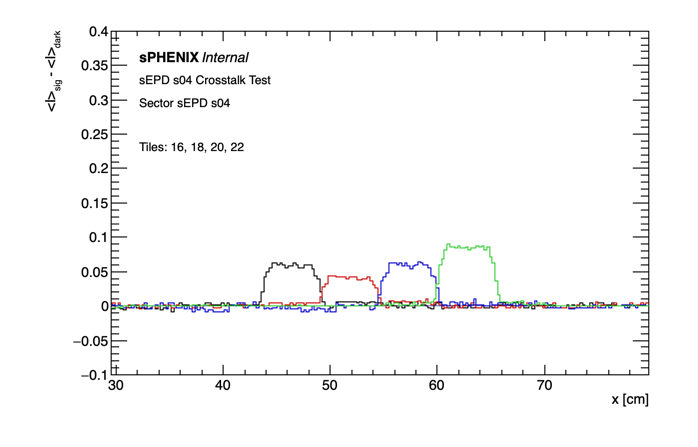 0.4
0.35
0.3
0.25
0.2
0.15
0.1
0.05
0
−0.05
−0.1
<I>sig - <I>dark
sPHENIX Internal
sEPD s04 Crosstalk Test
Sector sEPD s04
Tiles: 16, 18, 20, 22
30 40 50 60 70
x [cm]